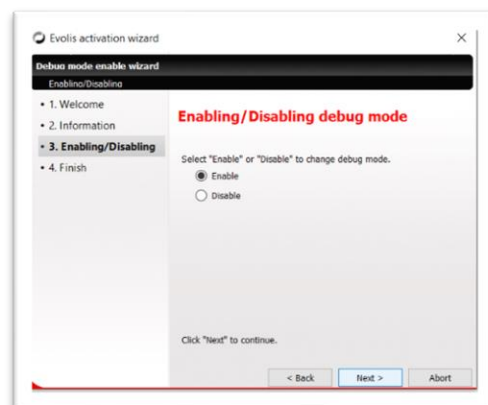 Evolis activation wizard
Debug mode enable wizard
Enabling/Disabling
• 1. Welcome
• 2. Information
• 3. Enabling/Disabling
• 4. Finish
Enabling/Disabling debug mode
Select "Enable" or "Disable" to change debug mode.
Enable
Disable
Click "Next" to continue.
< Back
Next >
Abort